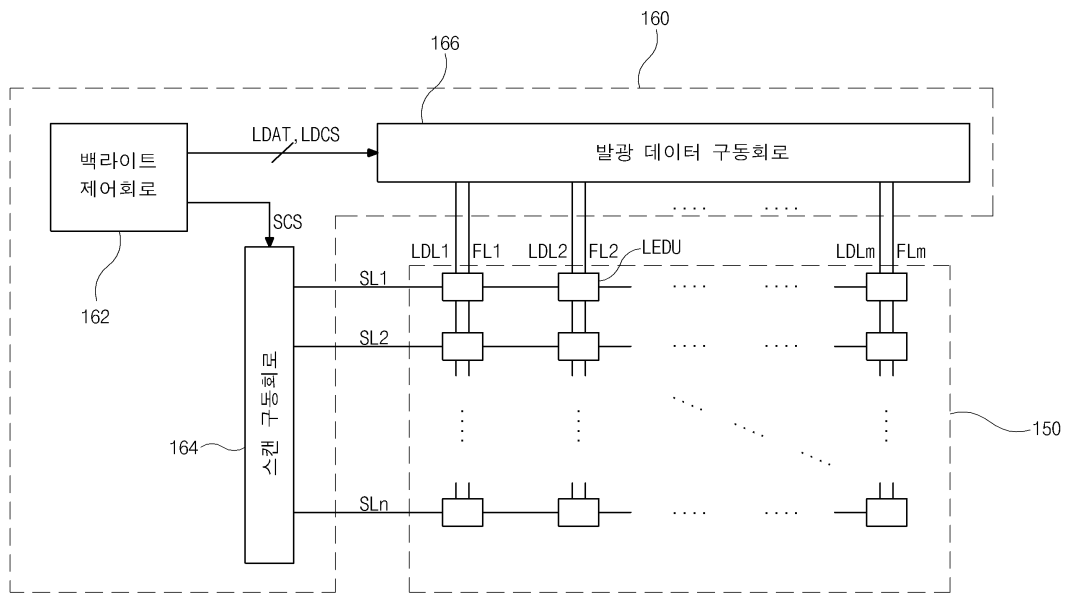 160
166
LDAT,LDCS
백라이트
제어회로
발광 데이터 구동회로
SCS
162
LDL1 FL1 LDL2 FL2 LDLm FLm
LEDU
SL1
SL2
스캔 구동회로
164
150
SLn